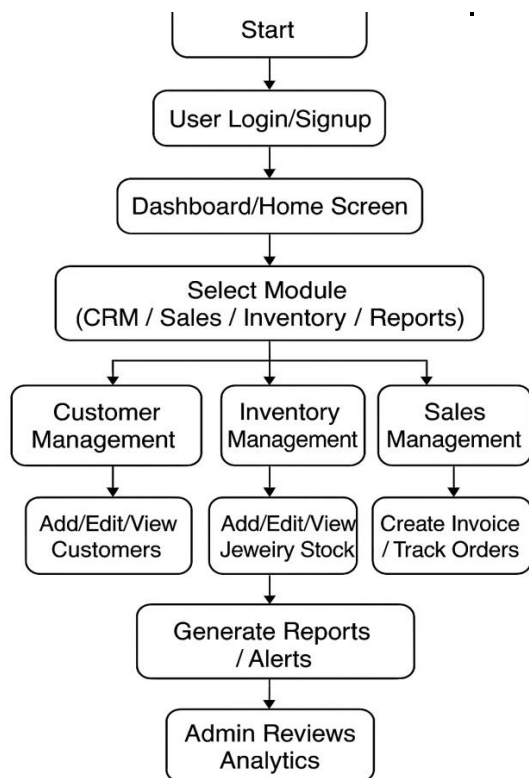 Start
User Login/Signup
Dashboard/Home Screen
Select Module
(CRM / Sales / Inventory / Reports)
Customer
Management
Inventory
Management
Sales
Management
Add/Edit/View
Customers
Add/Edit/View
Jeweiry Stock
Create Invoice
/ Track Orders
Generate Reports
/ Alerts
Admin Reviews
Analytics